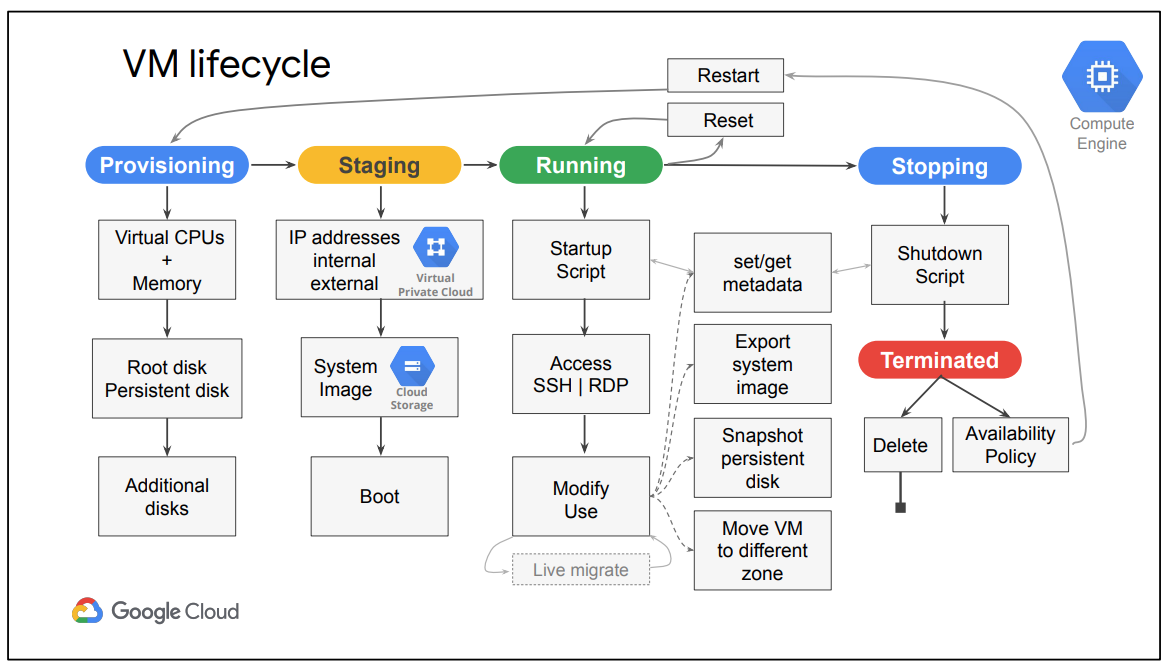 VM lifecycle
Restart
Reset
Compute
Engine
Provisioning
Staging
Running
Stopping
Virtual CPUs
+
Memory
Root disk
Persistent disk
Additional
disks
IP addresses
internal
external
Virtual
Private Cloud
System
Image
Cloud
Storage
Boot
Startup
Script
Access
SSH | RDP
Modify
Use
Live migrate
set/get
metadata
Export
system
image
Snapshot
persistent
disk
Move VM
to different
zone
Shutdown
Script
Terminated
Delete
Availability
Policy
Google Cloud